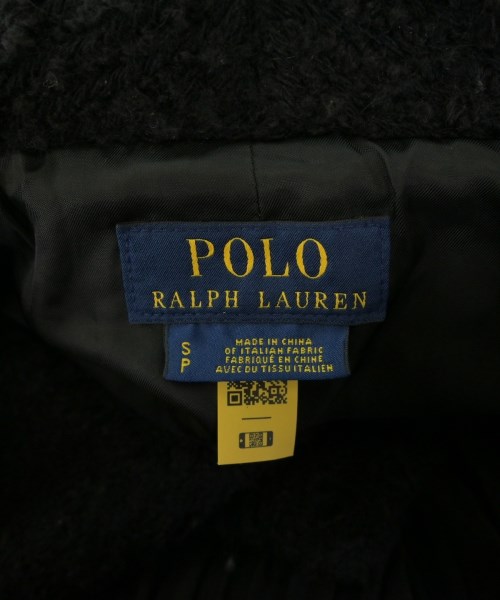 POLO
RALPH LAUREN
S
P
MADE IN CHINA
OF ITALIAN FABRIC
FABRIQUÉ EN CHINE
AVEC DU TISSU ITALIEN